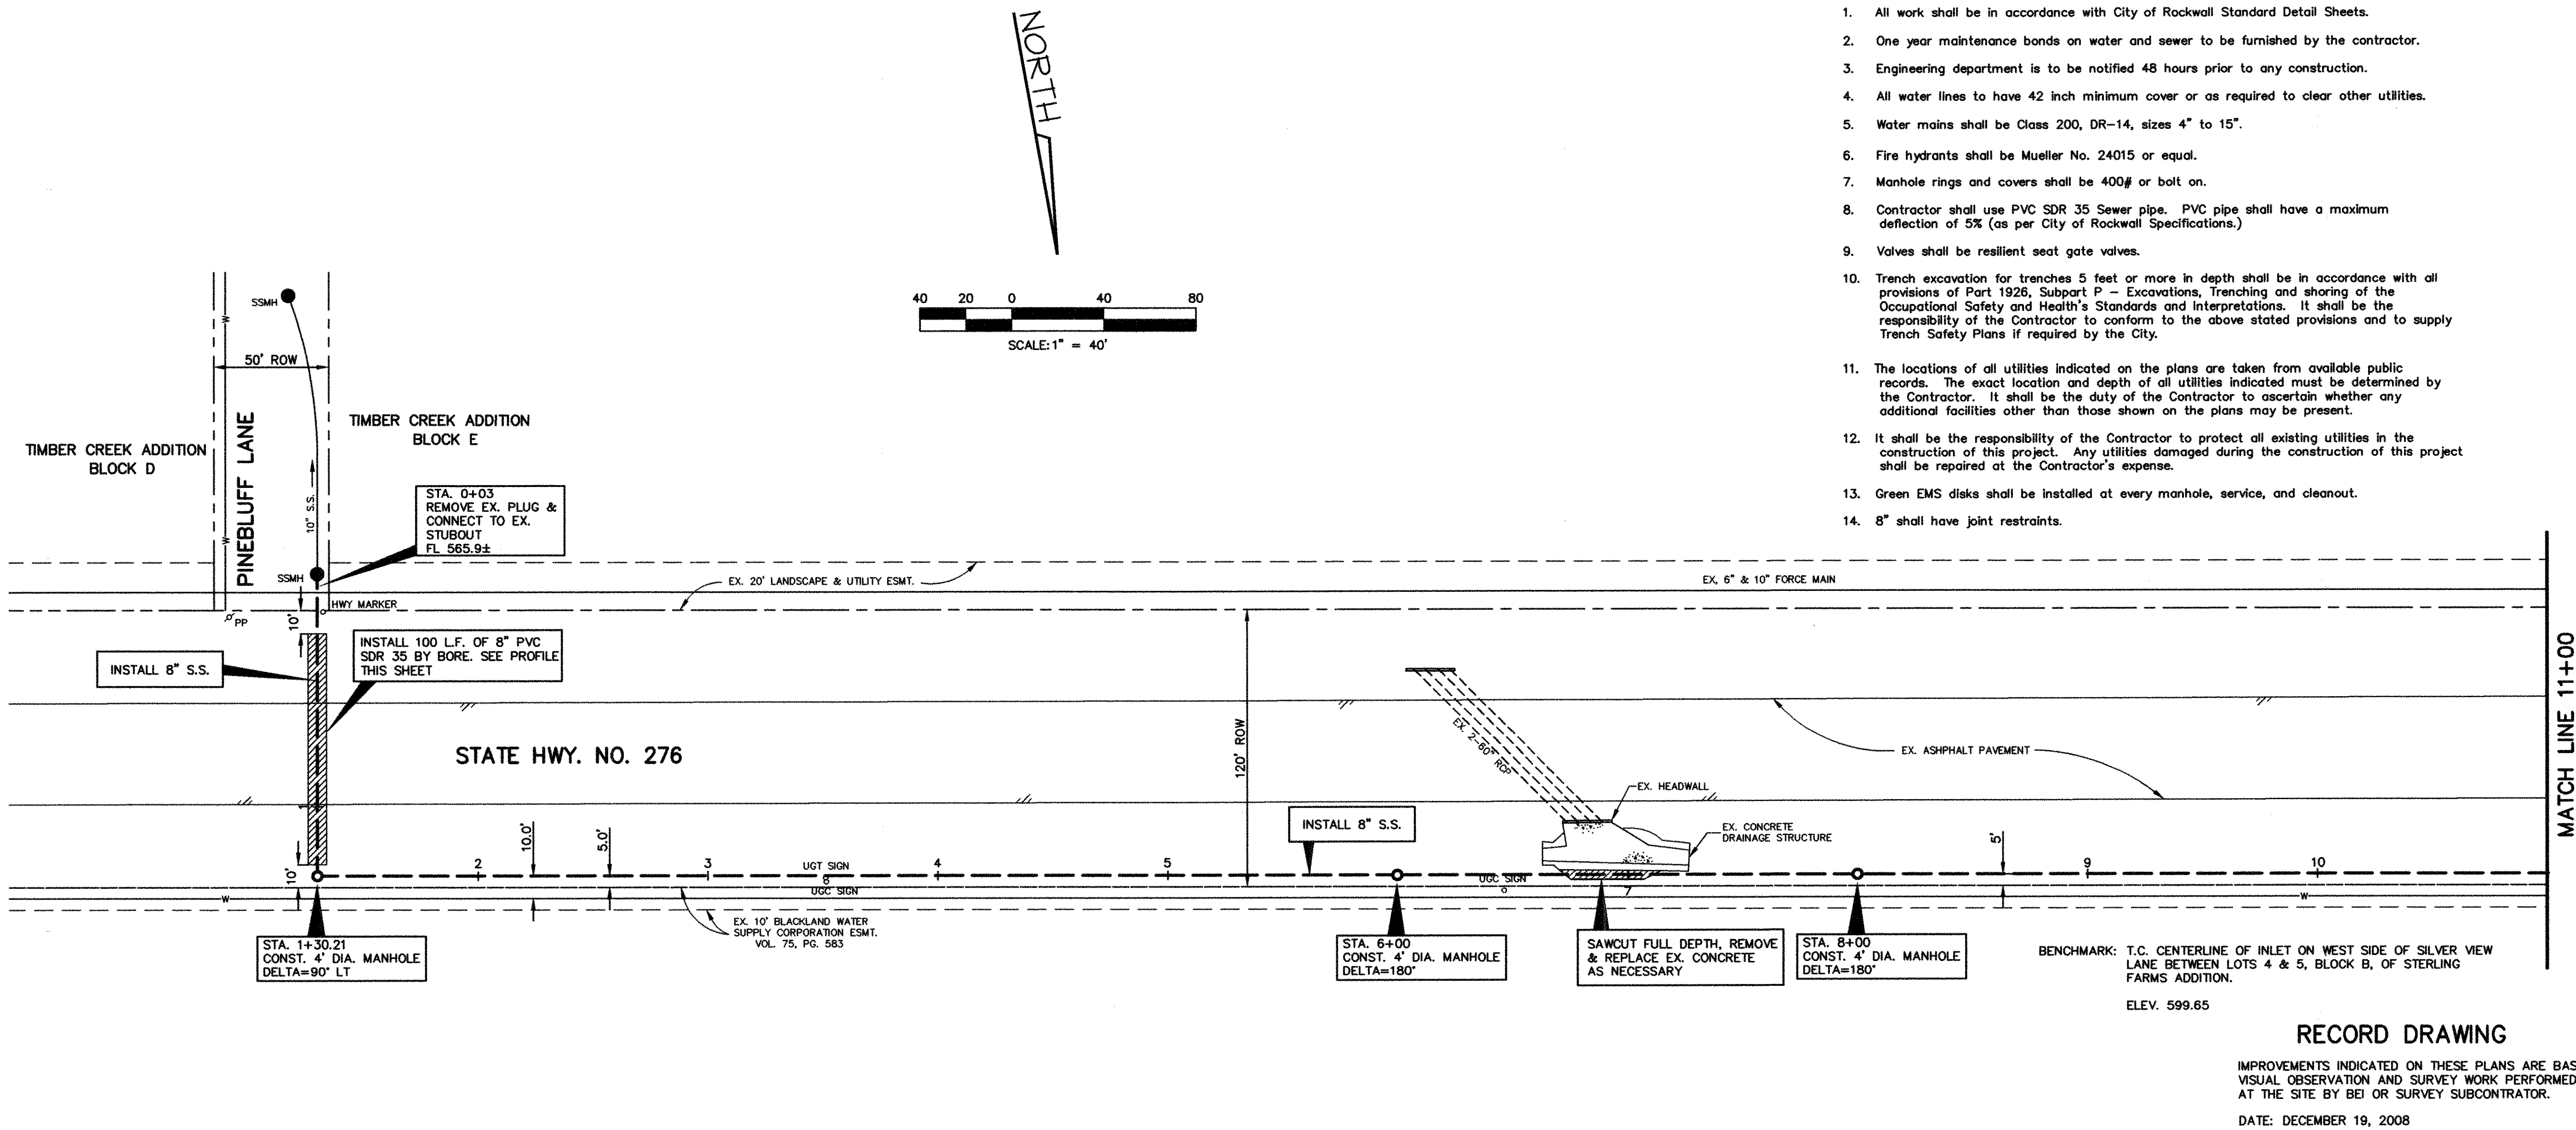 NORTH
40 20 0 40 80
SCALE: 1" = 40'
1. All work shall be in accordance with City of Rockwall Standard Detail Sheets.
2. One year maintenance bonds on water and sewer to be furnished by the contractor.
3. Engineering department is to be notified 48 hours prior to any construction.
4. All water lines to have 42 inch minimum cover or as required to clear other utilities.
5. Water mains shall be Class 200, DR-14, sizes 4" to 15".
6. Fire hydrants shall be Mueller No. 24015 or equal.
7. Manhole rings and covers shall be 400# or bolt on.
8. Contractor shall use PVC SDR 35 Sewer pipe. PVC pipe shall have a maximum
deflection of 5% (as per City of Rockwall Specifications.)
9. Valves shall be resilient seat gate valves.
10. Trench excavation for trenches 5 feet or more in depth shall be in accordance with all
provisions of Part 1926, Subpart P - Excavations, Trenching and shoring of the
Occupational Safety and Health's Standards and Interpretations. It shall be the
responsibility of the Contractor to conform to the above stated provisions and to supply
Trench Safety Plans if required by the City.
11. The locations of all utilities indicated on the plans are taken from available public
records. The exact location and depth of all utilities indicated must be determined by
the Contractor. It shall be the duty of the Contractor to ascertain whether any
additional facilities other than those shown on the plans may be present.
12. It shall be the responsibility of the Contractor to protect all existing utilities in the
construction of this project. Any utilities damaged during the construction of this project
shall be repaired at the Contractor's expense.
13. Green EMS disks shall be installed at every manhole, service, and cleanout.
14. 8" shall have joint restraints.
SSMH
W
50' ROW
TIMBER CREEK ADDITION
BLOCK D
PINEBLUFF LANE
TIMBER CREEK ADDITION
BLOCK E
10" S.S.
W
STA. 0+03
REMOVE EX. PLUG &
CONNECT TO EX.
STUBOUT
FL 565.9±
SSMH
EX. 20' LANDSCAPE & UTILITY ESMT.
EX, 6" & 10" FORCE MAIN
HWY MARKER
PP
10'
INSTALL 100 L.F. OF 8" PVC
SDR 35 BY BORE. SEE PROFILE
THIS SHEET
INSTALL 8" S.S.
STATE HWY. NO. 276
120' ROW
EX. 2-60" RCP
EX. ASHPHALT PAVEMENT
EX. HEADWALL
EX. CONCRETE
DRAINAGE STRUCTURE
MATCH LINE 11+00
INSTALL 8" S.S.
1
10'
10.0'
5.0'
5'
2 3 4 5 7 9 10
UGT SIGN
UGC SIGN
UGC SIGN
W
W
EX. 10' BLACKLAND WATER
SUPPLY CORPORATION ESMT.
VOL. 75, PG. 583
STA. 1+30.21
CONST. 4' DIA. MANHOLE
DELTA=90° LT
STA. 6+00
CONST. 4' DIA. MANHOLE
DELTA=180°
SAWCUT FULL DEPTH, REMOVE
& REPLACE EX. CONCRETE
AS NECESSARY
STA. 8+00
CONST. 4' DIA. MANHOLE
DELTA=180°
BENCHMARK: T.C. CENTERLINE OF INLET ON WEST SIDE OF SILVER VIEW
LANE BETWEEN LOTS 4 & 5, BLOCK B, OF STERLING
FARMS ADDITION.
ELEV. 599.65
RECORD DRAWING
IMPROVEMENTS INDICATED ON THESE PLANS ARE BAS
VISUAL OBSERVATION AND SURVEY WORK PERFORMED
AT THE SITE BY BEI OR SURVEY SUBCONTRATOR.
DATE: DECEMBER 19, 2008